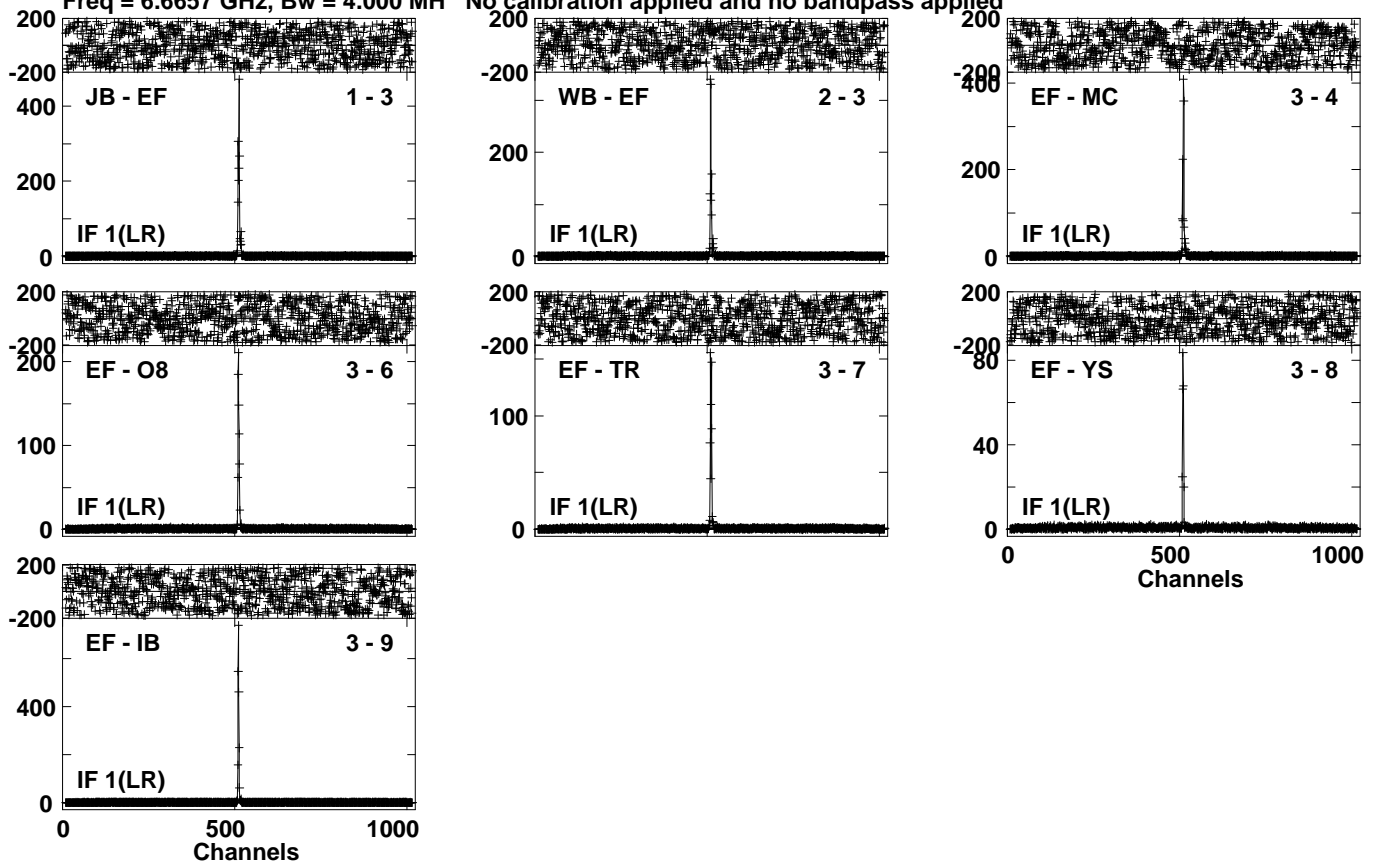 Freq = 6.6657 GHz, Bw = 4.000 MH No calibration applied and no bandpass applied
200
-200
JB - EF 1 - 3
400
200
IF 1(LR)
0
200
-200
WB - EF 2 - 3
200
IF 1(LR)
0
200
-200
400
EF - MC 3 - 4
200
IF 1(LR)
0
200
-200
200
EF - O8 3 - 6
100
IF 1(LR)
0
200
-200
EF - TR 3 - 7
100
IF 1(LR)
0
200
-200
80
EF - YS 3 - 8
40
IF 1(LR)
0
0 500 1000
Channels
200
-200
EF - IB 3 - 9
400
IF 1(LR)
0
0 500 1000
Channels